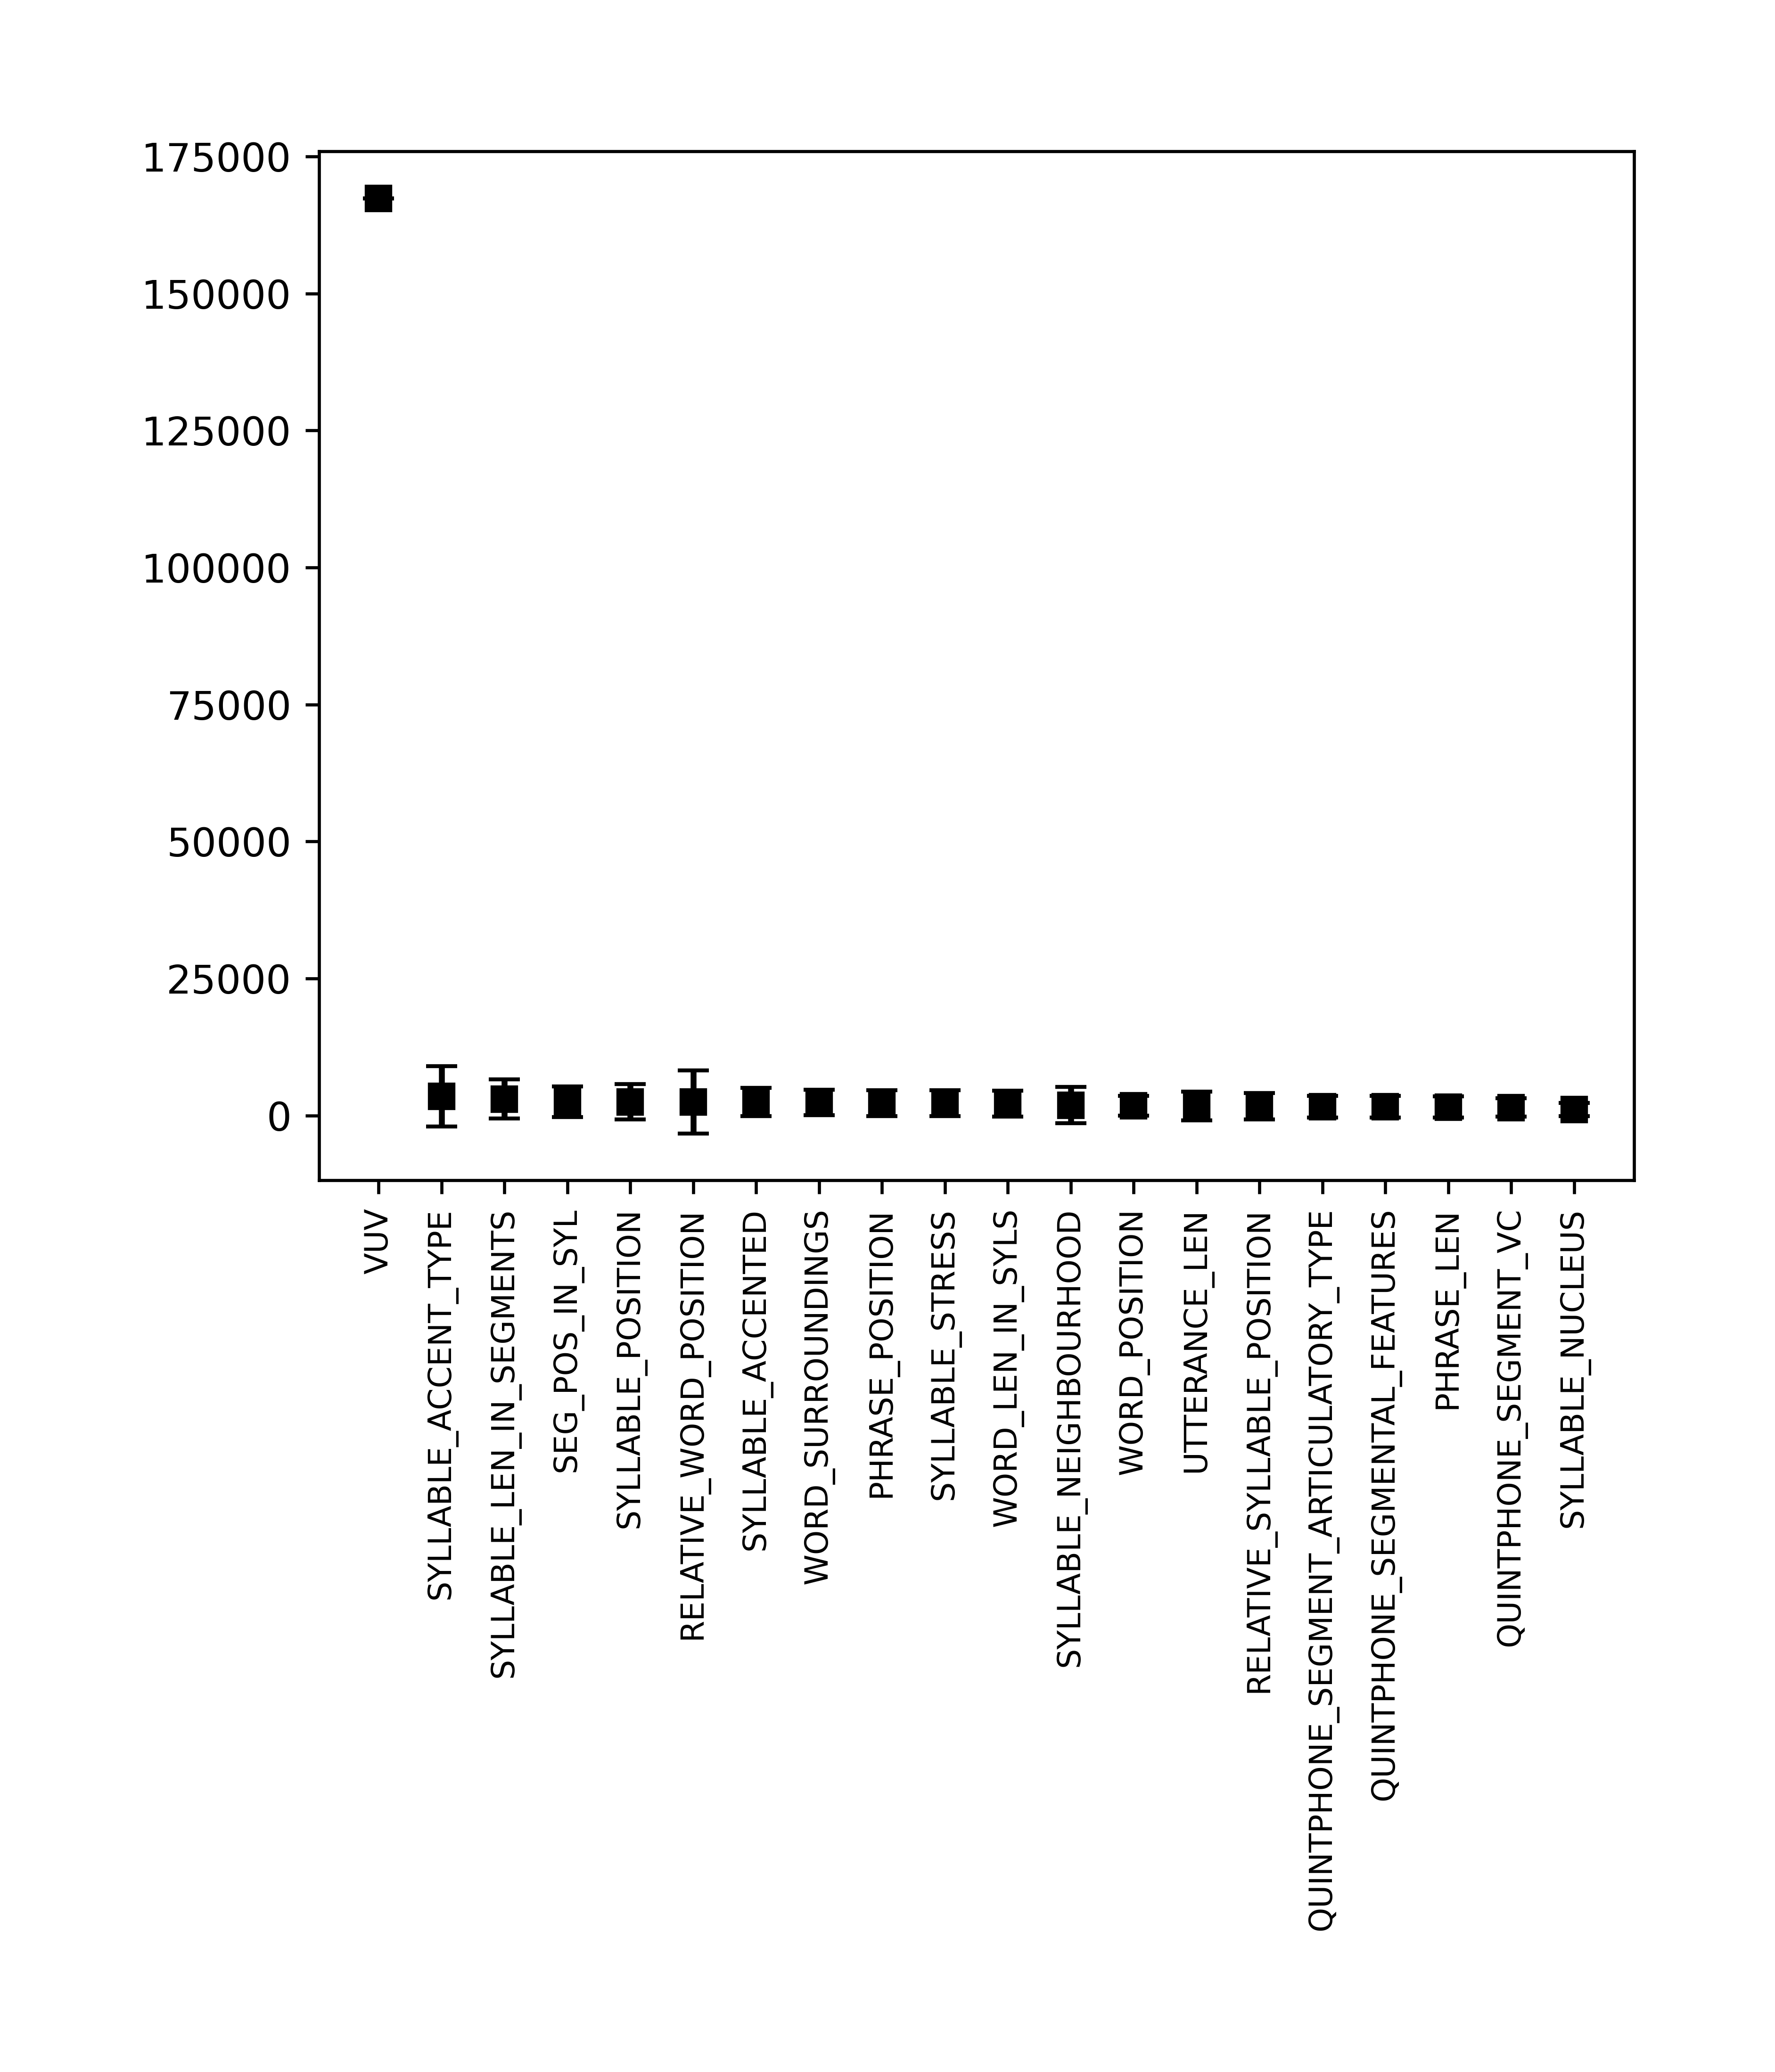 175000
150000
125000
100000
75000
50000
25000
0
VUV
SYLLABLE_ACCENT_TYPE
SYLLABLE_LEN_IN_SEGMENTS
SEG_POS_IN_SYL
SYLLABLE_POSITION
RELATIVE_WORD_POSITION
SYLLABLE_ACCENTED
WORD_SURROUNDINGS
PHRASE_POSITION
SYLLABLE_STRESS
WORD_LEN_IN_SYLS
SYLLABLE_NEIGHBOURHOOD
WORD_POSITION
UTTERANCE_LEN
RELATIVE_SYLLABLE_POSITION
QUINTPHONE_SEGMENT_ARTICULATORY_TYPE
QUINTPHONE_SEGMENTAL_FEATURES
PHRASE_LEN
QUINTPHONE_SEGMENT_VC
SYLLABLE_NUCLEUS